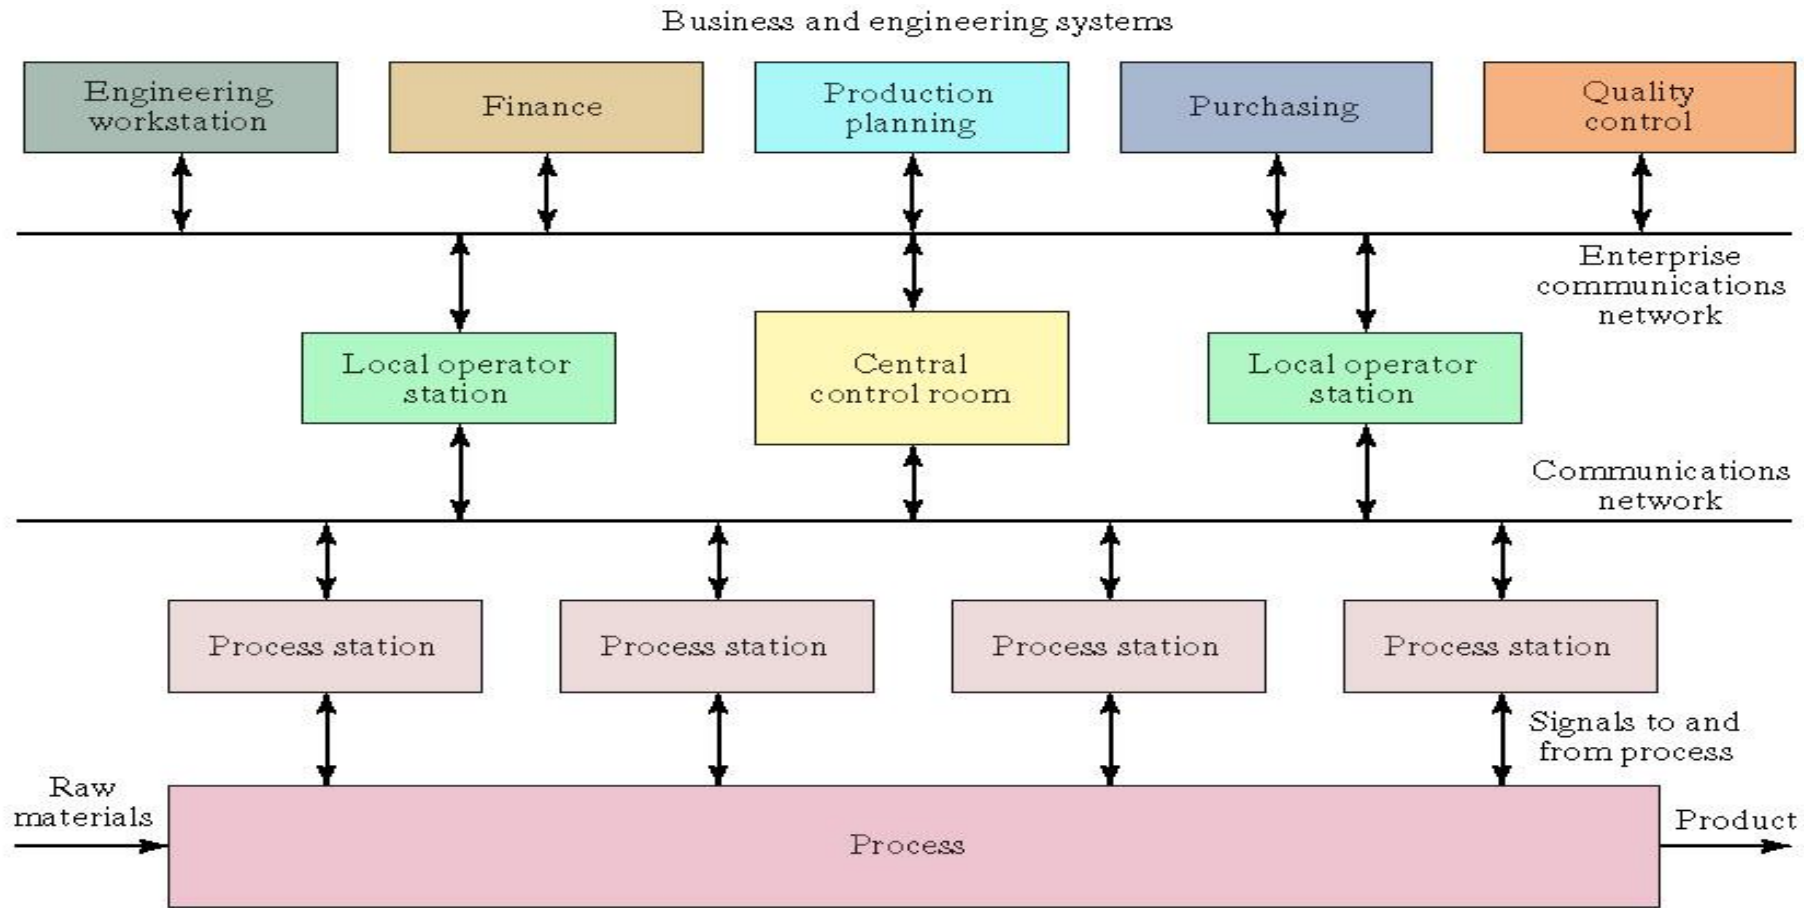 Business and engineering systems
Engineering
workstation
Finance
Production
planning
Purchasing
Quality
control
Enterprise
communications
network
Local operator
station
Central
control room
Local operator
station
Communications
network
Process station
Process station
Process station
Process station
Signals to and
from process
Raw
materials
Process
Product